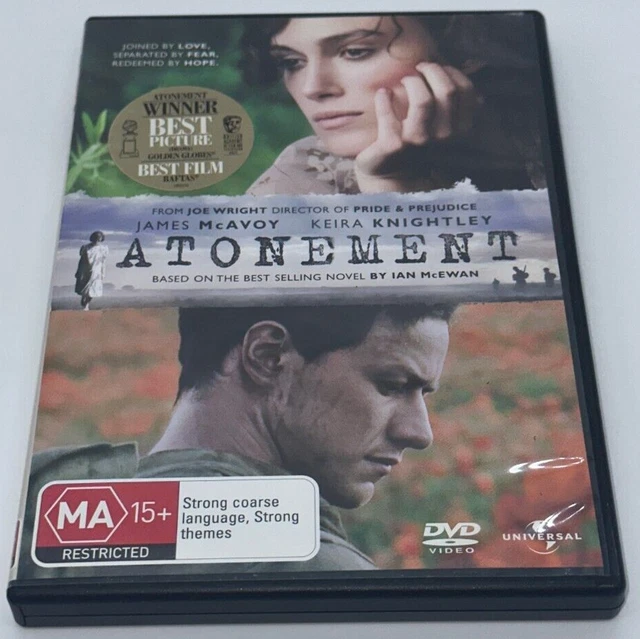 JOINED BY LOVE,
SEPARATED BY FEAR,
REDEEMED BY HOPE.
ATONEMENT
WINNER
BEST
PICTURE
GOLDEN GLOBES
BEST FILM
BAFTAS
FROM JOE WRIGHT DIRECTOR OF PRIDE & PREJUDICE
JAMES McAVOY KEIRA KNIGHTLEY
ATONEMENT
BASED ON THE BEST SELLING NOVEL BY IAN McEWAN
MA 15+
RESTRICTED
Strong coarse
language, Strong
themes
DVD
VIDEO
UNIVERSAL